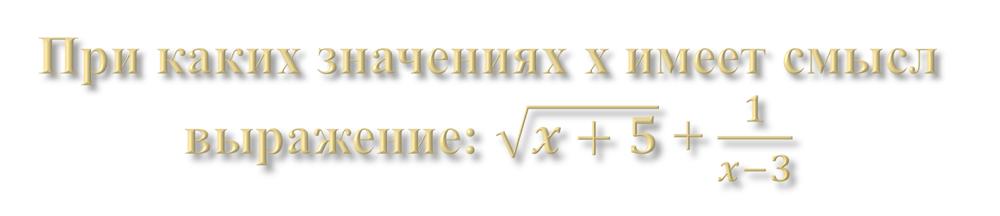 При каких значениях x имеет смысл
выражение: √(x + 5) + 1/(x−3)